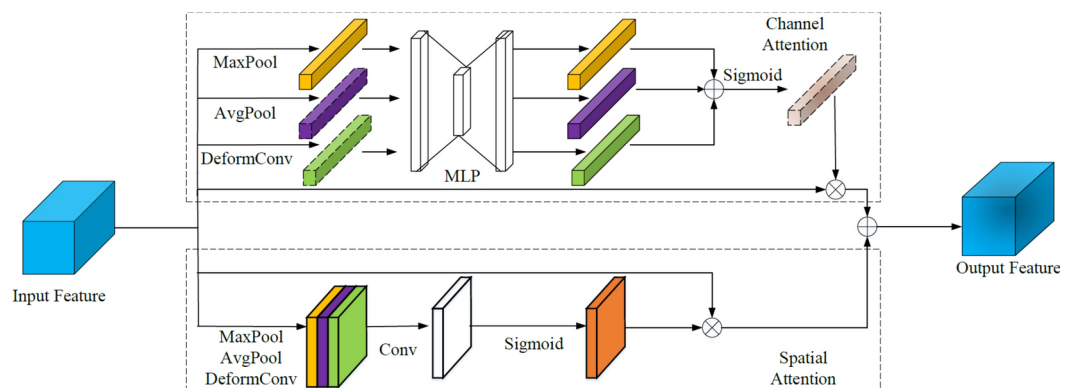 MaxPool
AvgPool
DeformConv
MLP
Sigmoid
Channel
Attention
Input Feature
Output Feature
MaxPool
AvgPool
DeformConv
Conv
Sigmoid
Spatial
Attention